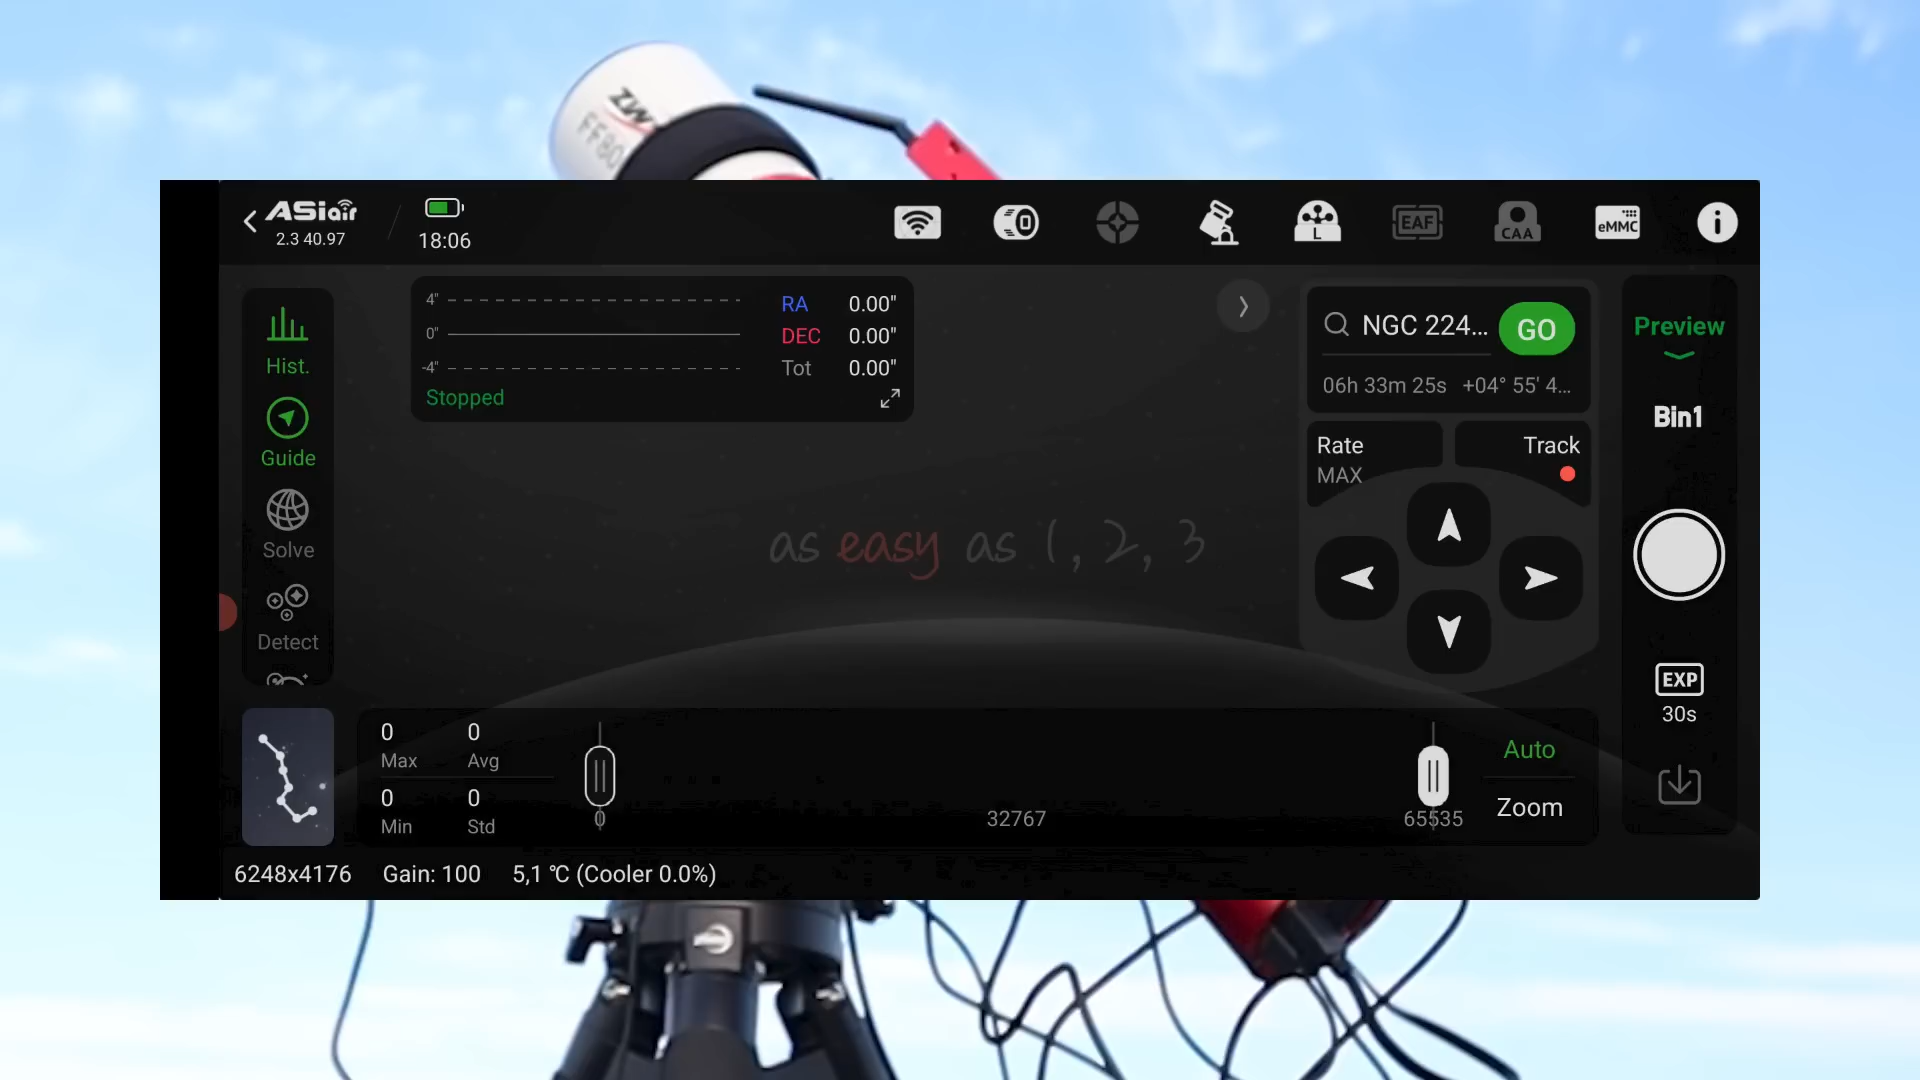 ZW
FF80
ASiair
2.3 40.97
18:06
L
EAF
CAA
eMMC
Hist.
Guide
Solve
Detect
4"
0"
-4"
RA 0.00"
DEC 0.00"
Tot 0.00"
Stopped
NGC 224...
GO
06h 33m 25s +04° 55' 4...
Rate
MAX
Track
as easy as 1, 2, 3
Preview
Bin1
EXP
30s
0 Max
0 Avg
0 Min
0 Std
0
32767
65535
Auto
Zoom
6248x4176 Gain: 100 5,1 °C (Cooler 0.0%)